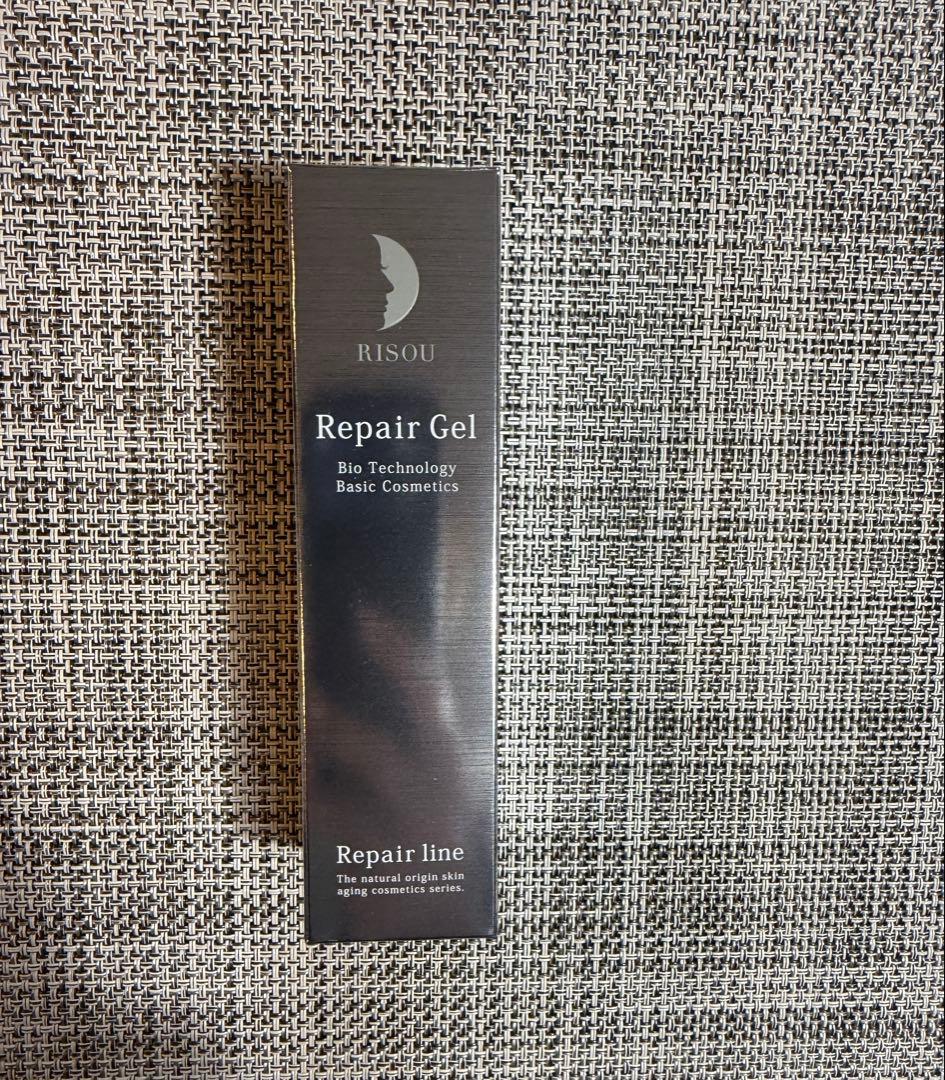 RISOU
Repair Gel
Bio Technology
Basic Cosmetics
Repair line
The natural origin skin
aging cosmetics series.